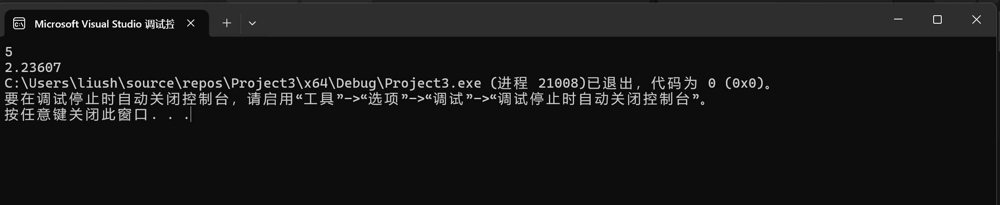 Microsoft Visual Studio 调试控
5
2.23607
C:\Users\liush\source\repos\Project3\x64\Debug\Project3.exe (进程 21008)已退出，代码为 0 (0x0)。
要在调试停止时自动关闭控制台，请启用“工具”->“选项”->“调试”->“调试停止时自动关闭控制台”。
按任意键关闭此窗口. . .